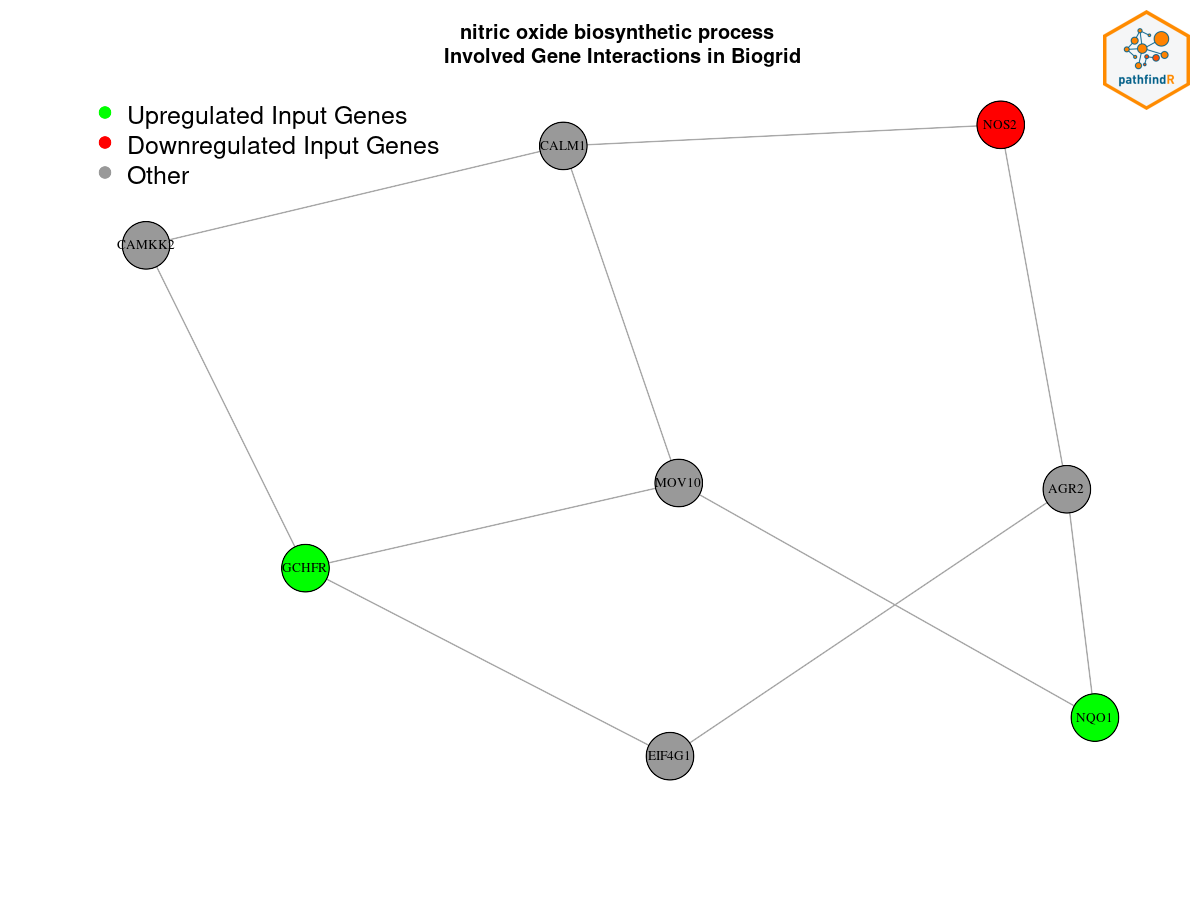 nitric oxide biosynthetic process
Involved Gene Interactions in Biogrid
pathfindR
Upregulated Input Genes
Downregulated Input Genes
Other
NOS2
CALM1
CAMKK2
MOV10
AGR2
GCHFR
NQO1
EIF4G1